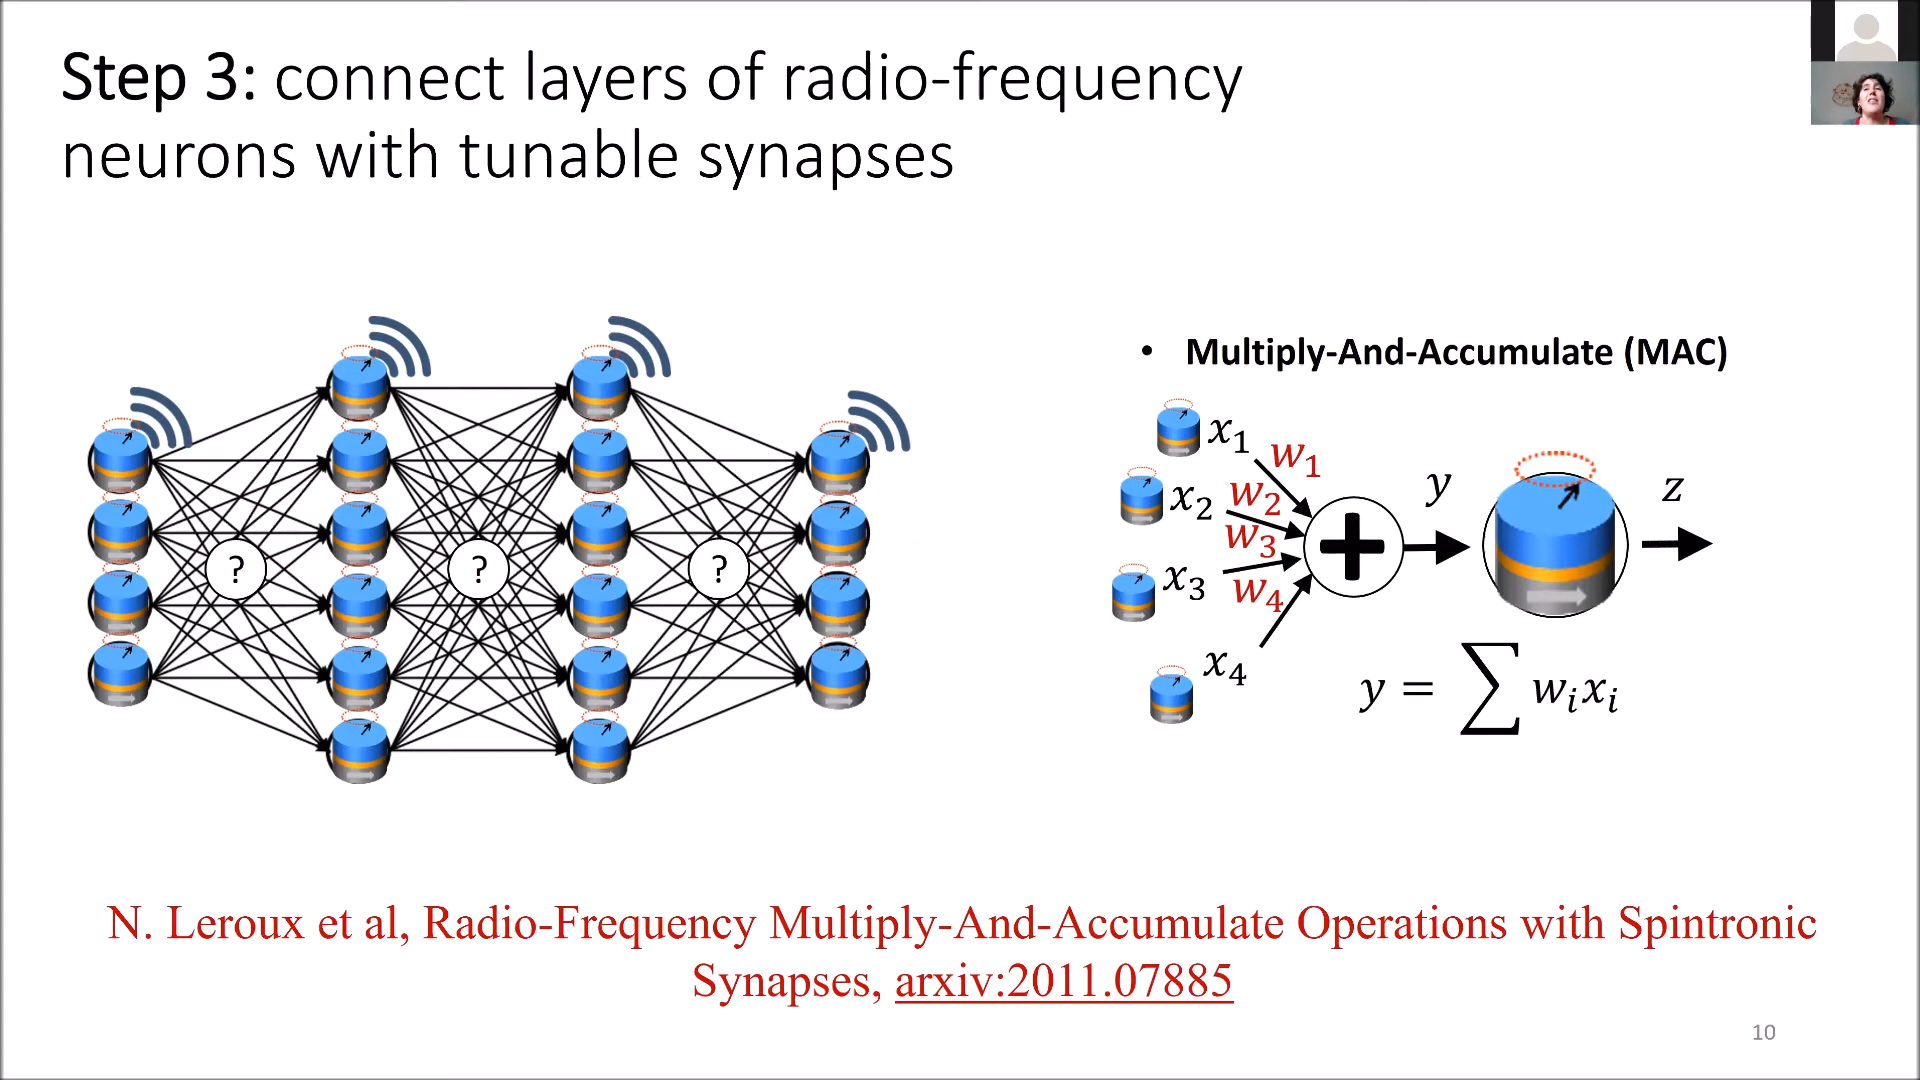 Step 3: connect layers of radio-frequency
neurons with tunable synapses
? ? ?
• Multiply-And-Accumulate (MAC)
x₁ w₁
x₂ w₂
x₃ w₃
x₄ w₄
+ y z
y = ∑ wᵢxᵢ
N. Leroux et al, Radio-Frequency Multiply-And-Accumulate Operations with Spintronic
Synapses, arxiv:2011.07885
10